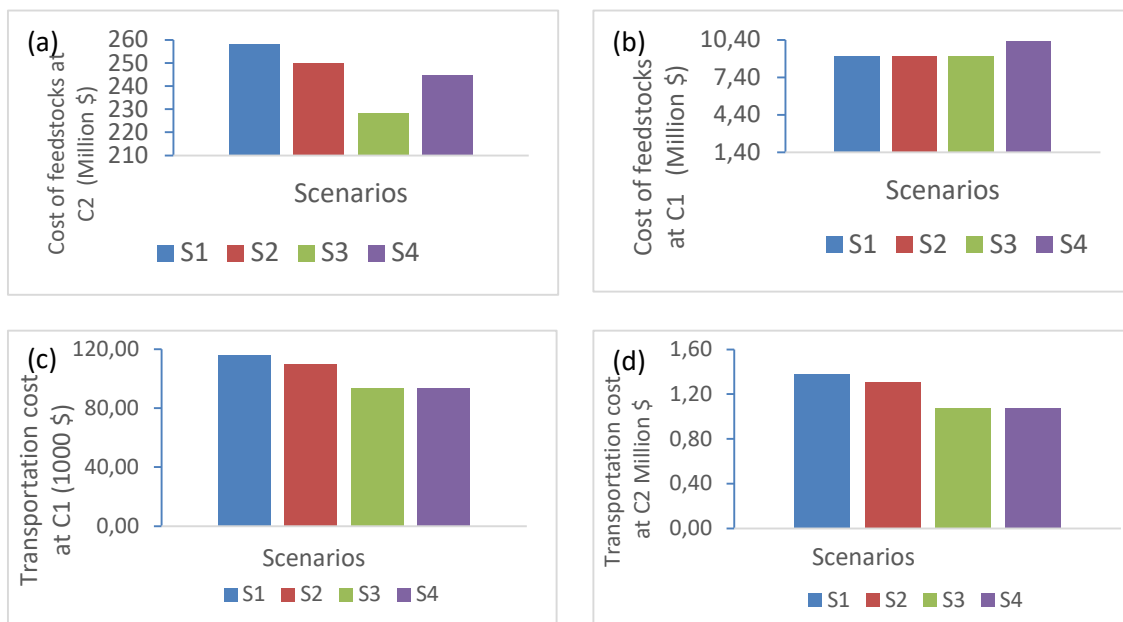 (a)
Cost of feedstocks at
C2 (Million $)
260
250
240
230
220
210
Scenarios
S1 S2 S3 S4
(b)
Cost of feedstocks
at C1 (Million $)
10,40
7,40
4,40
1,40
Scenarios
S1 S2 S3 S4
(c)
Transportation cost
at C1 (1000 $)
120,00
80,00
40,00
0,00
Scenarios
S1 S2 S3 S4
(d)
Transportation cost
at C2 Million $
1,60
1,20
0,80
0,40
0,00
Scenarios
S1 S2 S3 S4